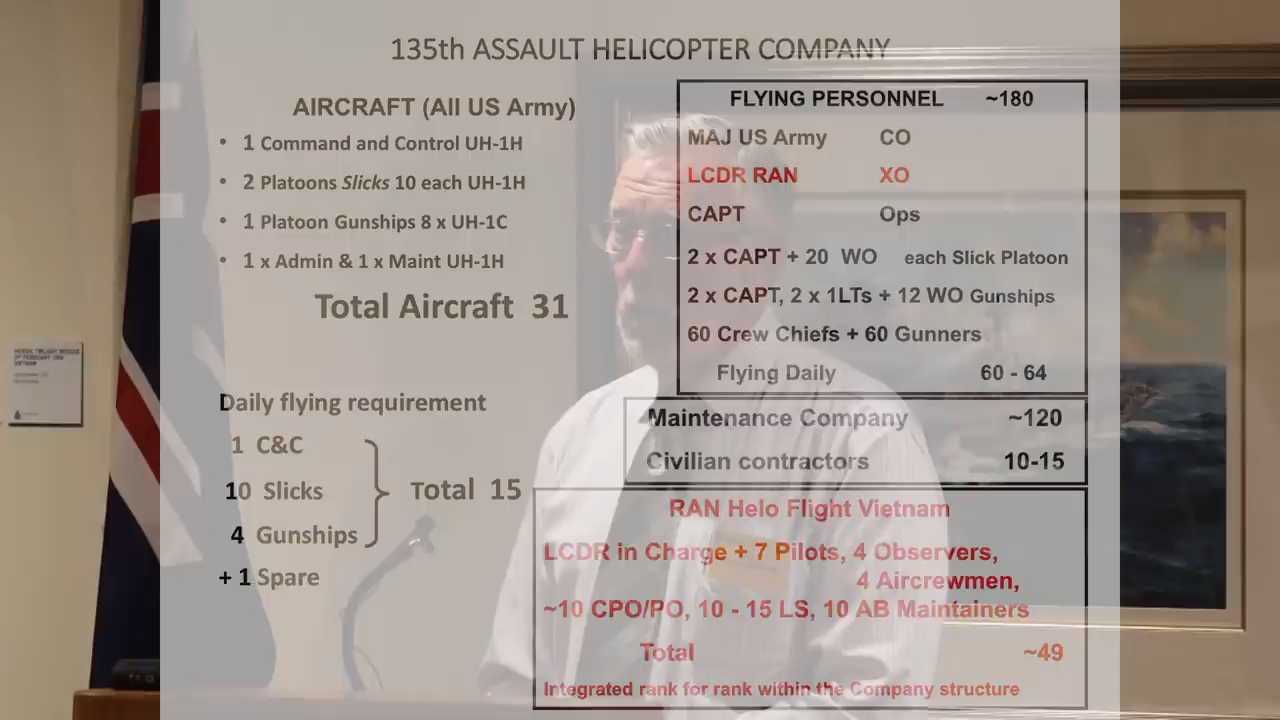 135th ASSAULT HELICOPTER COMPANY
AIRCRAFT (All US Army)
• 1 Command and Control UH-1H
• 2 Platoons Slicks 10 each UH-1H
• 1 Platoon Gunships 8 x UH-1C
• 1 x Admin & 1 x Maint UH-1H
Total Aircraft 31
Daily flying requirement
1 C&C
10 Slicks
4 Gunships
Total 15
+ 1 Spare
FLYING PERSONNEL ~180
MAJ US Army CO
LCDR RAN XO
CAPT Ops
2 x CAPT + 20 WO each Slick Platoon
2 x CAPT, 2 x 1LTs + 12 WO Gunships
60 Crew Chiefs + 60 Gunners
Flying Daily 60 - 64
Maintenance Company ~120
Civilian contractors 10-15
RAN Helo Flight Vietnam
LCDR in Charge + 7 Pilots, 4 Observers,
4 Aircrewmen,
~10 CPO/PO, 10 - 15 LS, 10 AB Maintainers
Total ~49
Integrated rank for rank within the Company structure